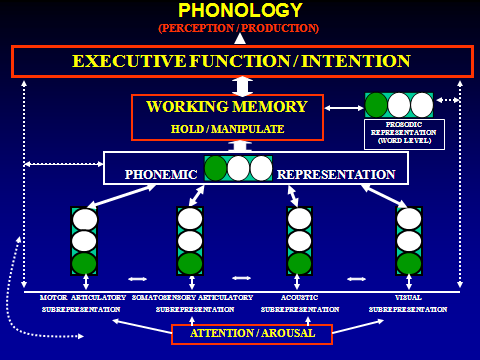 PHONOLOGY
(PERCEPTION / PRODUCTION)
EXECUTIVE FUNCTION / INTENTION
WORKING MEMORY
HOLD / MANIPULATE
PROSODIC
REPRESENTATION
(WORD LEVEL)
PHONEMIC REPRESENTATION
MOTOR ARTICULATORY SOMATOSENSORY ARTICULATORY ACOUSTIC VISUAL
SUBREPRESENTATION SUBREPRESENTATION SUBREPRESENTATION SUBREPRESENTATION
ATTENTION / AROUSAL